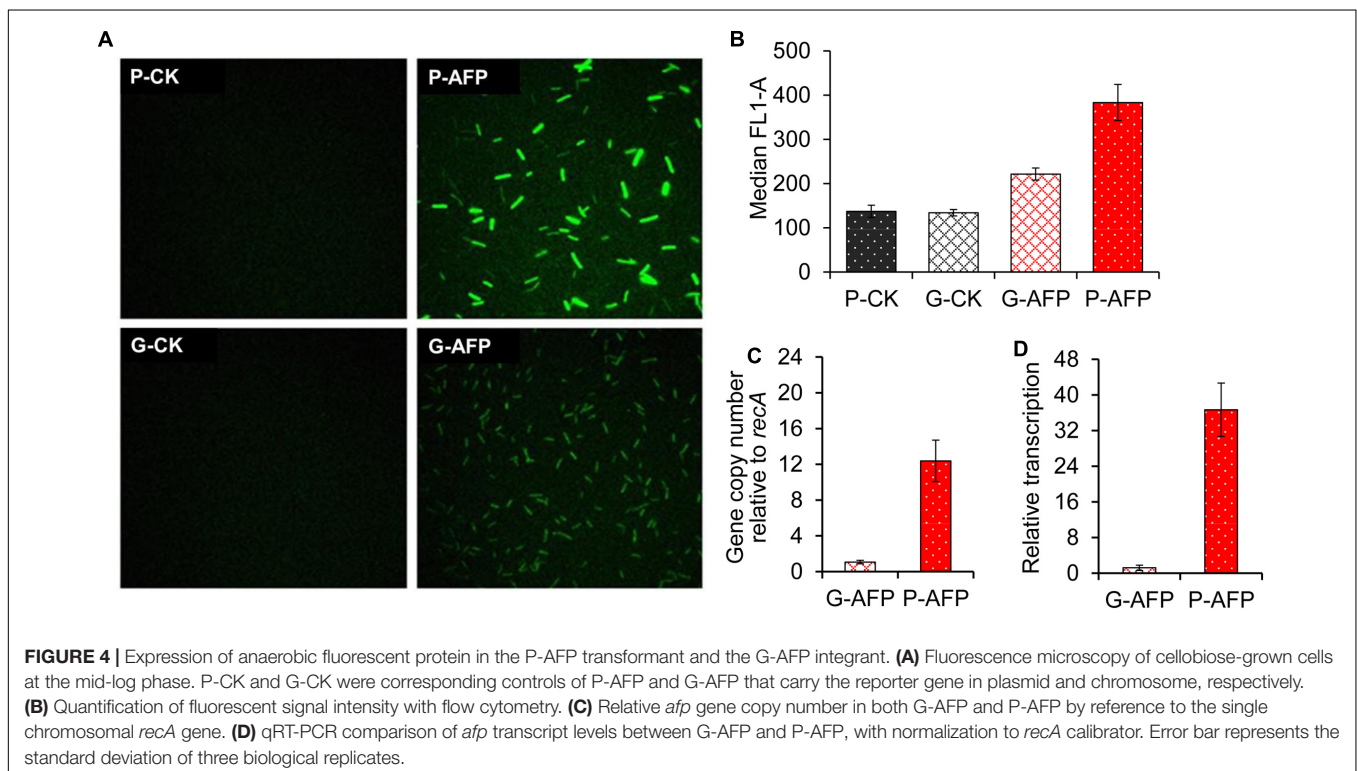 A
P-CK
P-AFP
G-CK
G-AFP
B
500
400
300
200
100
0
Median FL1-A
P-CK G-CK G-AFP P-AFP
C
24
20
16
12
8
4
0
Gene copy number
relative to recA
G-AFP P-AFP
D
48
40
32
24
16
8
0
Relative transcription
G-AFP P-AFP
FIGURE 4 | Expression of anaerobic fluorescent protein in the P-AFP transformant and the G-AFP integrant. (A) Fluorescence microscopy of cellobiose-grown cells
at the mid-log phase. P-CK and G-CK were corresponding controls of P-AFP and G-AFP that carry the reporter gene in plasmid and chromosome, respectively.
(B) Quantification of fluorescent signal intensity with flow cytometry. (C) Relative afp gene copy number in both G-AFP and P-AFP by reference to the single
chromosomal recA gene. (D) qRT-PCR comparison of afp transcript levels between G-AFP and P-AFP, with normalization to recA calibrator. Error bar represents the
standard deviation of three biological replicates.